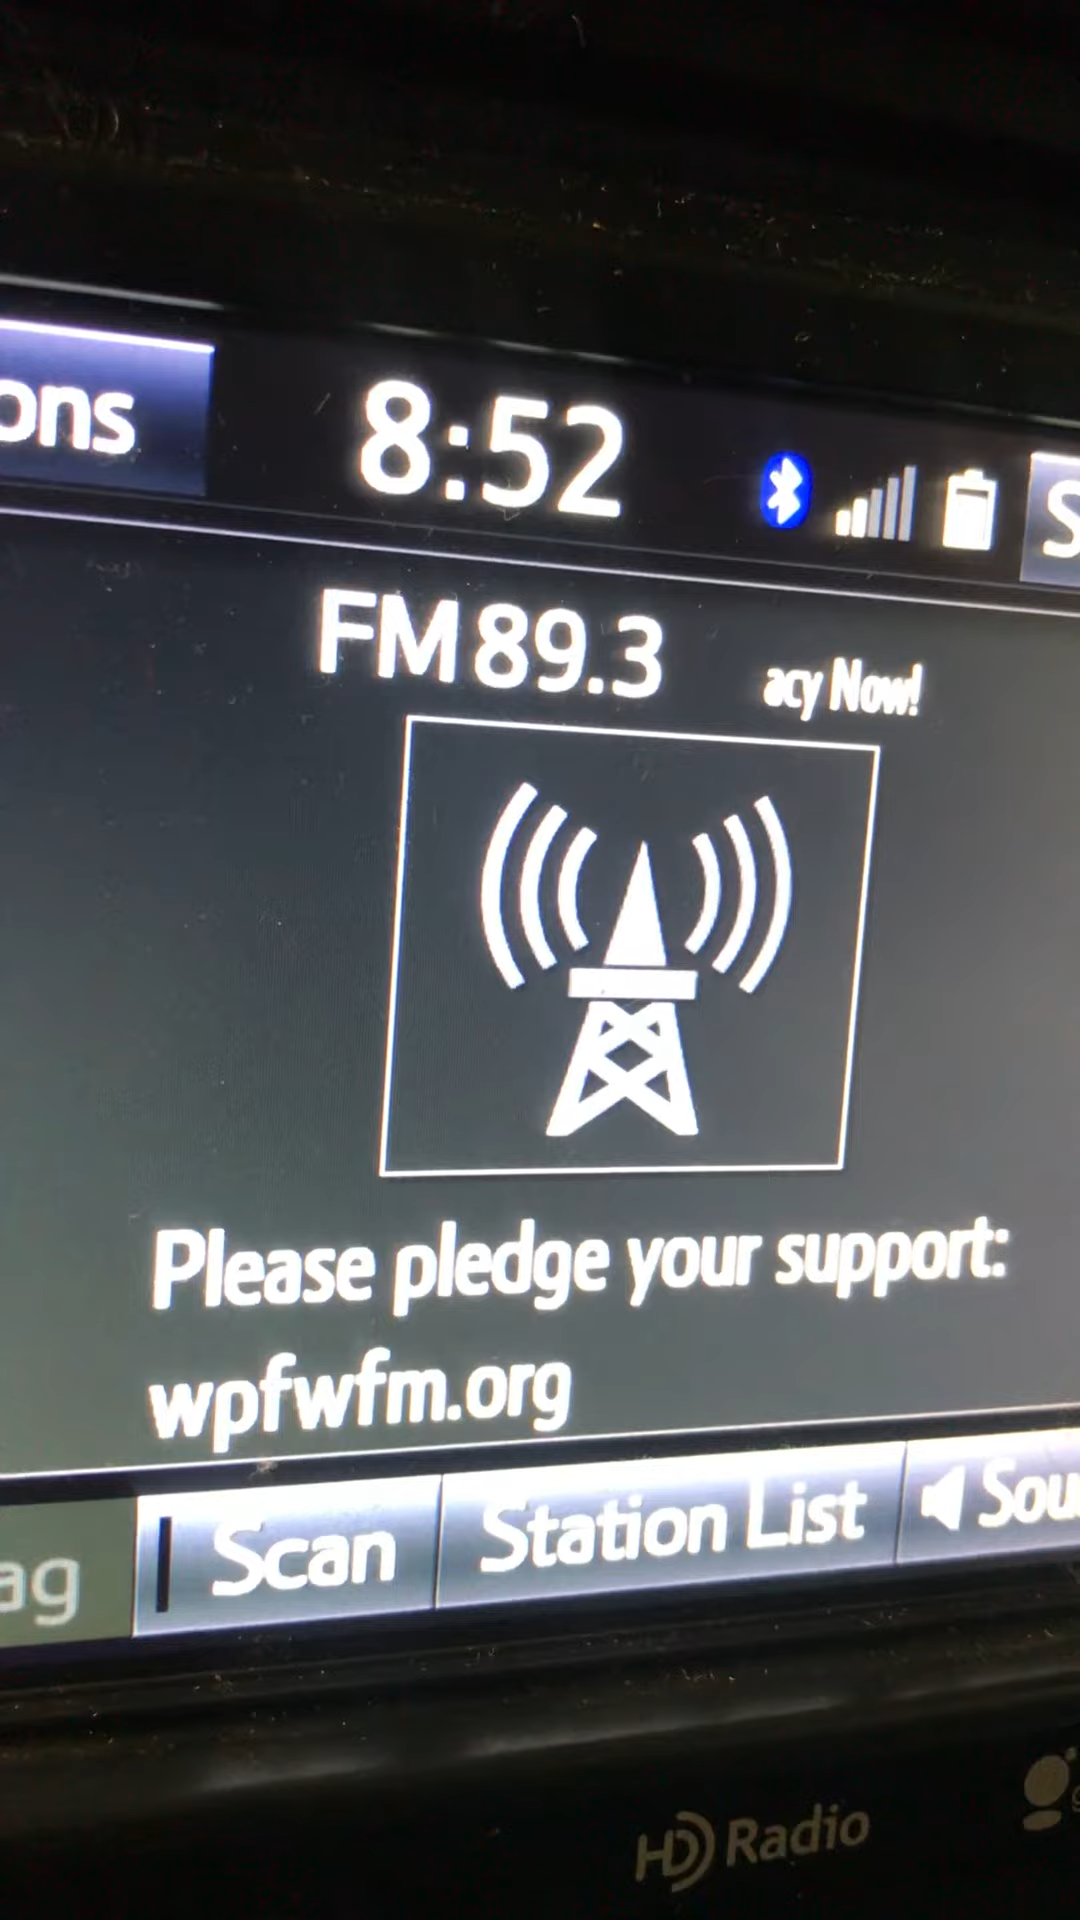 ons
8:52
S
FM 89.3
acy Now!
Please pledge your support:
wpfwfm.org
ag
Scan
Station List
Sou
HD Radio